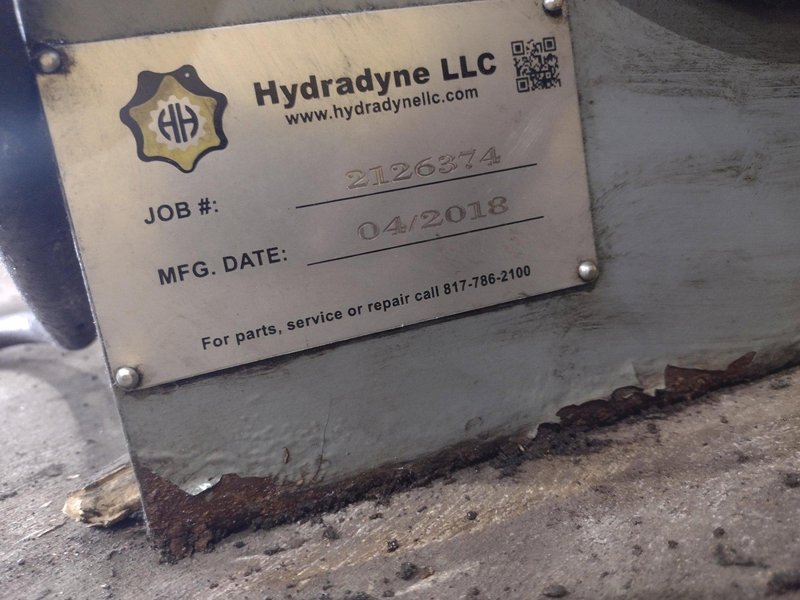 Hydradyne LLC
www.hydradynellc.com
HH
JOB #: 2126374
MFG. DATE: 04/2018
For parts, service or repair call 817-786-2100